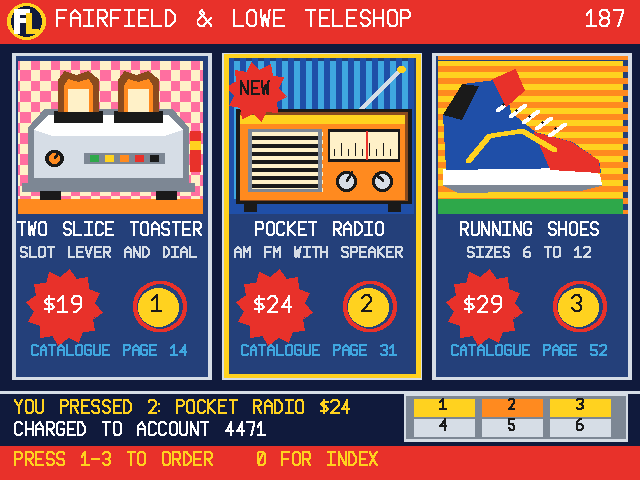 FL FAIRFIELD & LOWE TELESHOP 187
NEW
TWO SLICE TOASTER
SLOT LEVER AND DIAL
$19 1
CATALOGUE PAGE 14
POCKET RADIO
AM FM WITH SPEAKER
$24 2
CATALOGUE PAGE 31
RUNNING SHOES
SIZES 6 TO 12
$29 3
CATALOGUE PAGE 52
YOU PRESSED 2: POCKET RADIO $24
CHARGED TO ACCOUNT 4471
1 2 3
4 5 6
PRESS 1-3 TO ORDER 0 FOR INDEX